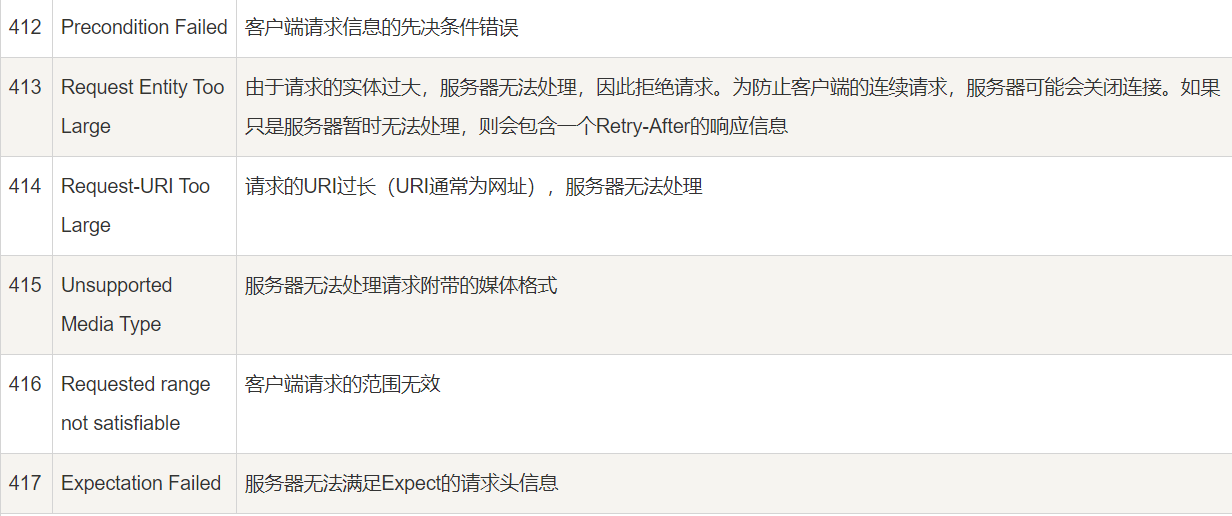 412 Precondition Failed 客户端请求信息的先决条件错误
413 Request Entity Too Large 由于请求的实体过大，服务器无法处理，因此拒绝请求。为防止客户端的连续请求，服务器可能会关闭连接。如果
只是服务器暂时无法处理，则会包含一个Retry-After的响应信息
414 Request-URI Too Large 请求的URI过长（URI通常为网址），服务器无法处理
415 Unsupported Media Type 服务器无法处理请求附带的媒体格式
416 Requested range not satisfiable 客户端请求的范围无效
417 Expectation Failed 服务器无法满足Expect的请求头信息